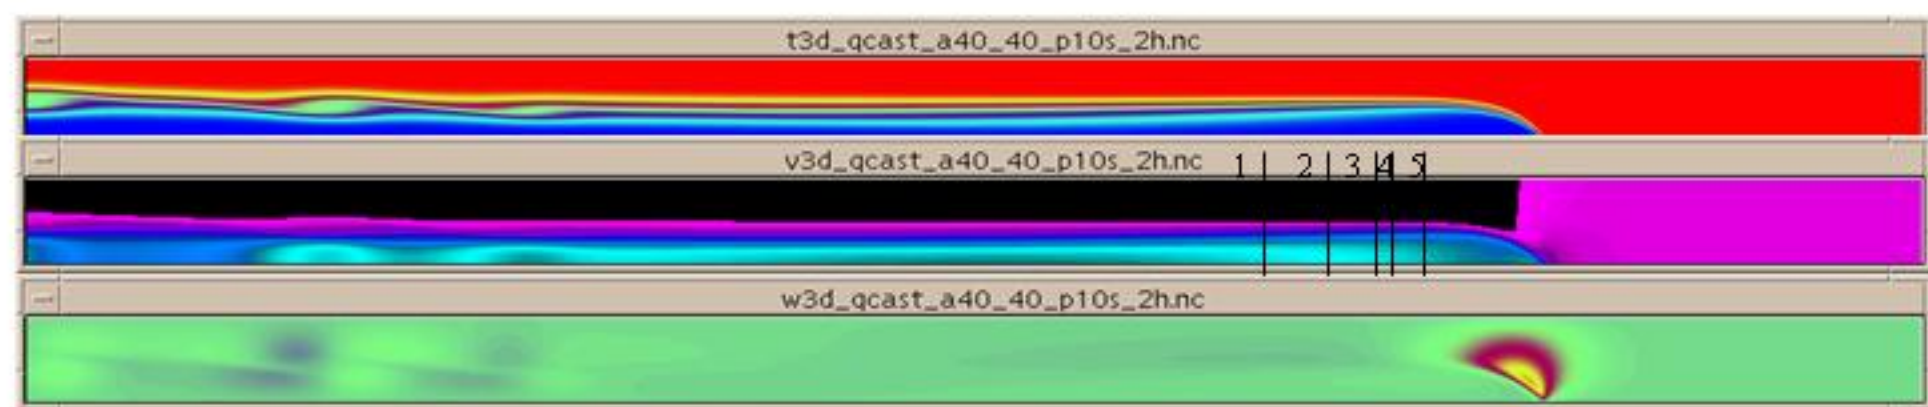 t3d_qcast_a40_40_p10s_2h.nc
v3d_qcast_a40_40_p10s_2h.nc 1 | 2 | 3 |4| 5|
w3d_qcast_a40_40_p10s_2h.nc